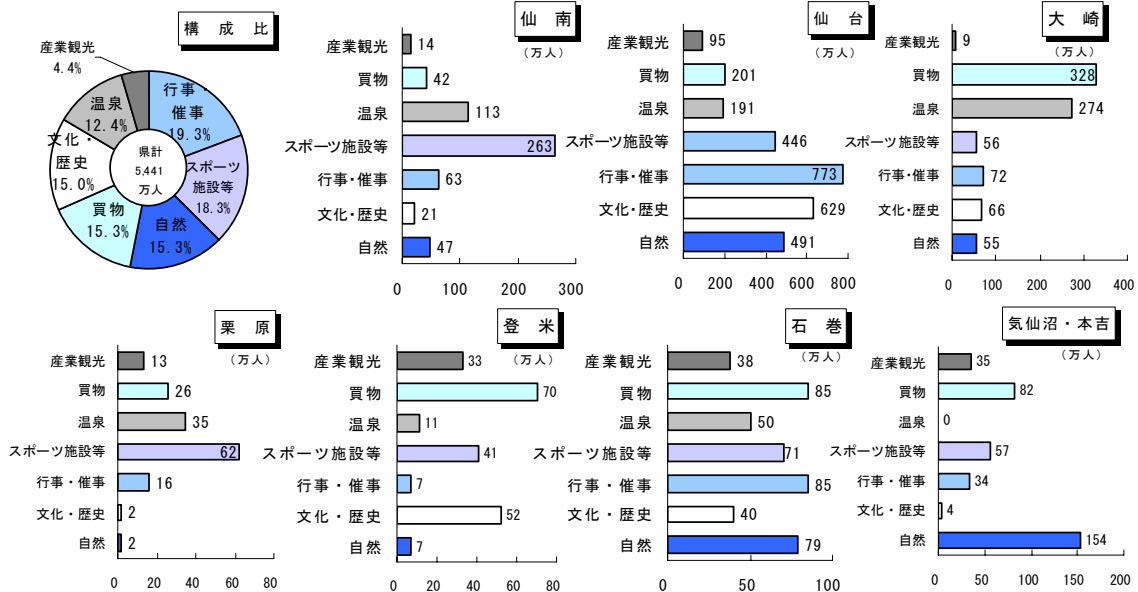 構 成 比
産業観光
4.4%
行事・
催事
19.3%
スポーツ
施設等
18.3%
自然
15.3%
買物
15.3%
文化・
歴史
15.0%
温泉
12.4%
県計
5,441
万人
仙 南
(万人)
産業観光 14
買物 42
温泉 113
スポーツ施設等 263
行事・催事 63
文化・歴史 21
自然 47
0 100 200 300
仙 台
(万人)
産業観光 95
買物 201
温泉 191
スポーツ施設等 446
行事・催事 773
文化・歴史 629
自然 491
0 200 400 600 800
大 崎
(万人)
産業観光 9
買物 328
温泉 274
スポーツ施設等 56
行事・催事 72
文化・歴史 66
自然 55
0 100 200 300 400
栗 原
(万人)
産業観光 13
買物 26
温泉 35
スポーツ施設等 62
行事・催事 16
文化・歴史 2
自然 2
0 20 40 60 80
登 米
(万人)
産業観光 33
買物 70
温泉 11
スポーツ施設等 41
行事・催事 7
文化・歴史 52
自然 7
0 20 40 60 80
石 巻
(万人)
産業観光 38
買物 85
温泉 50
スポーツ施設等 71
行事・催事 85
文化・歴史 40
自然 79
0 50 100
気仙沼・本吉
(万人)
産業観光 35
買物 82
温泉 0
スポーツ施設等 57
行事・催事 34
文化・歴史 4
自然 154
0 50 100 150 200